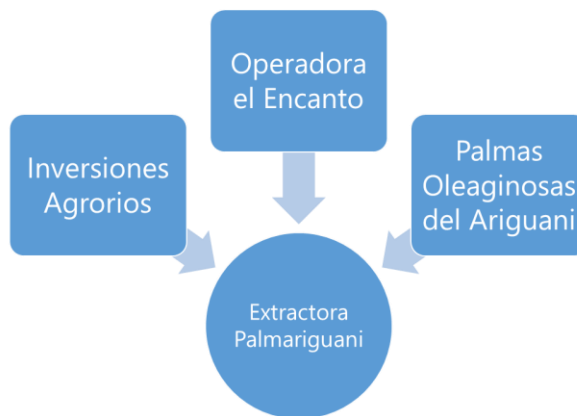 Operadora
el Encanto
Inversiones
Agrorios
Palmas
Oleaginosas
del Ariguani
Extractora
Palmariguani